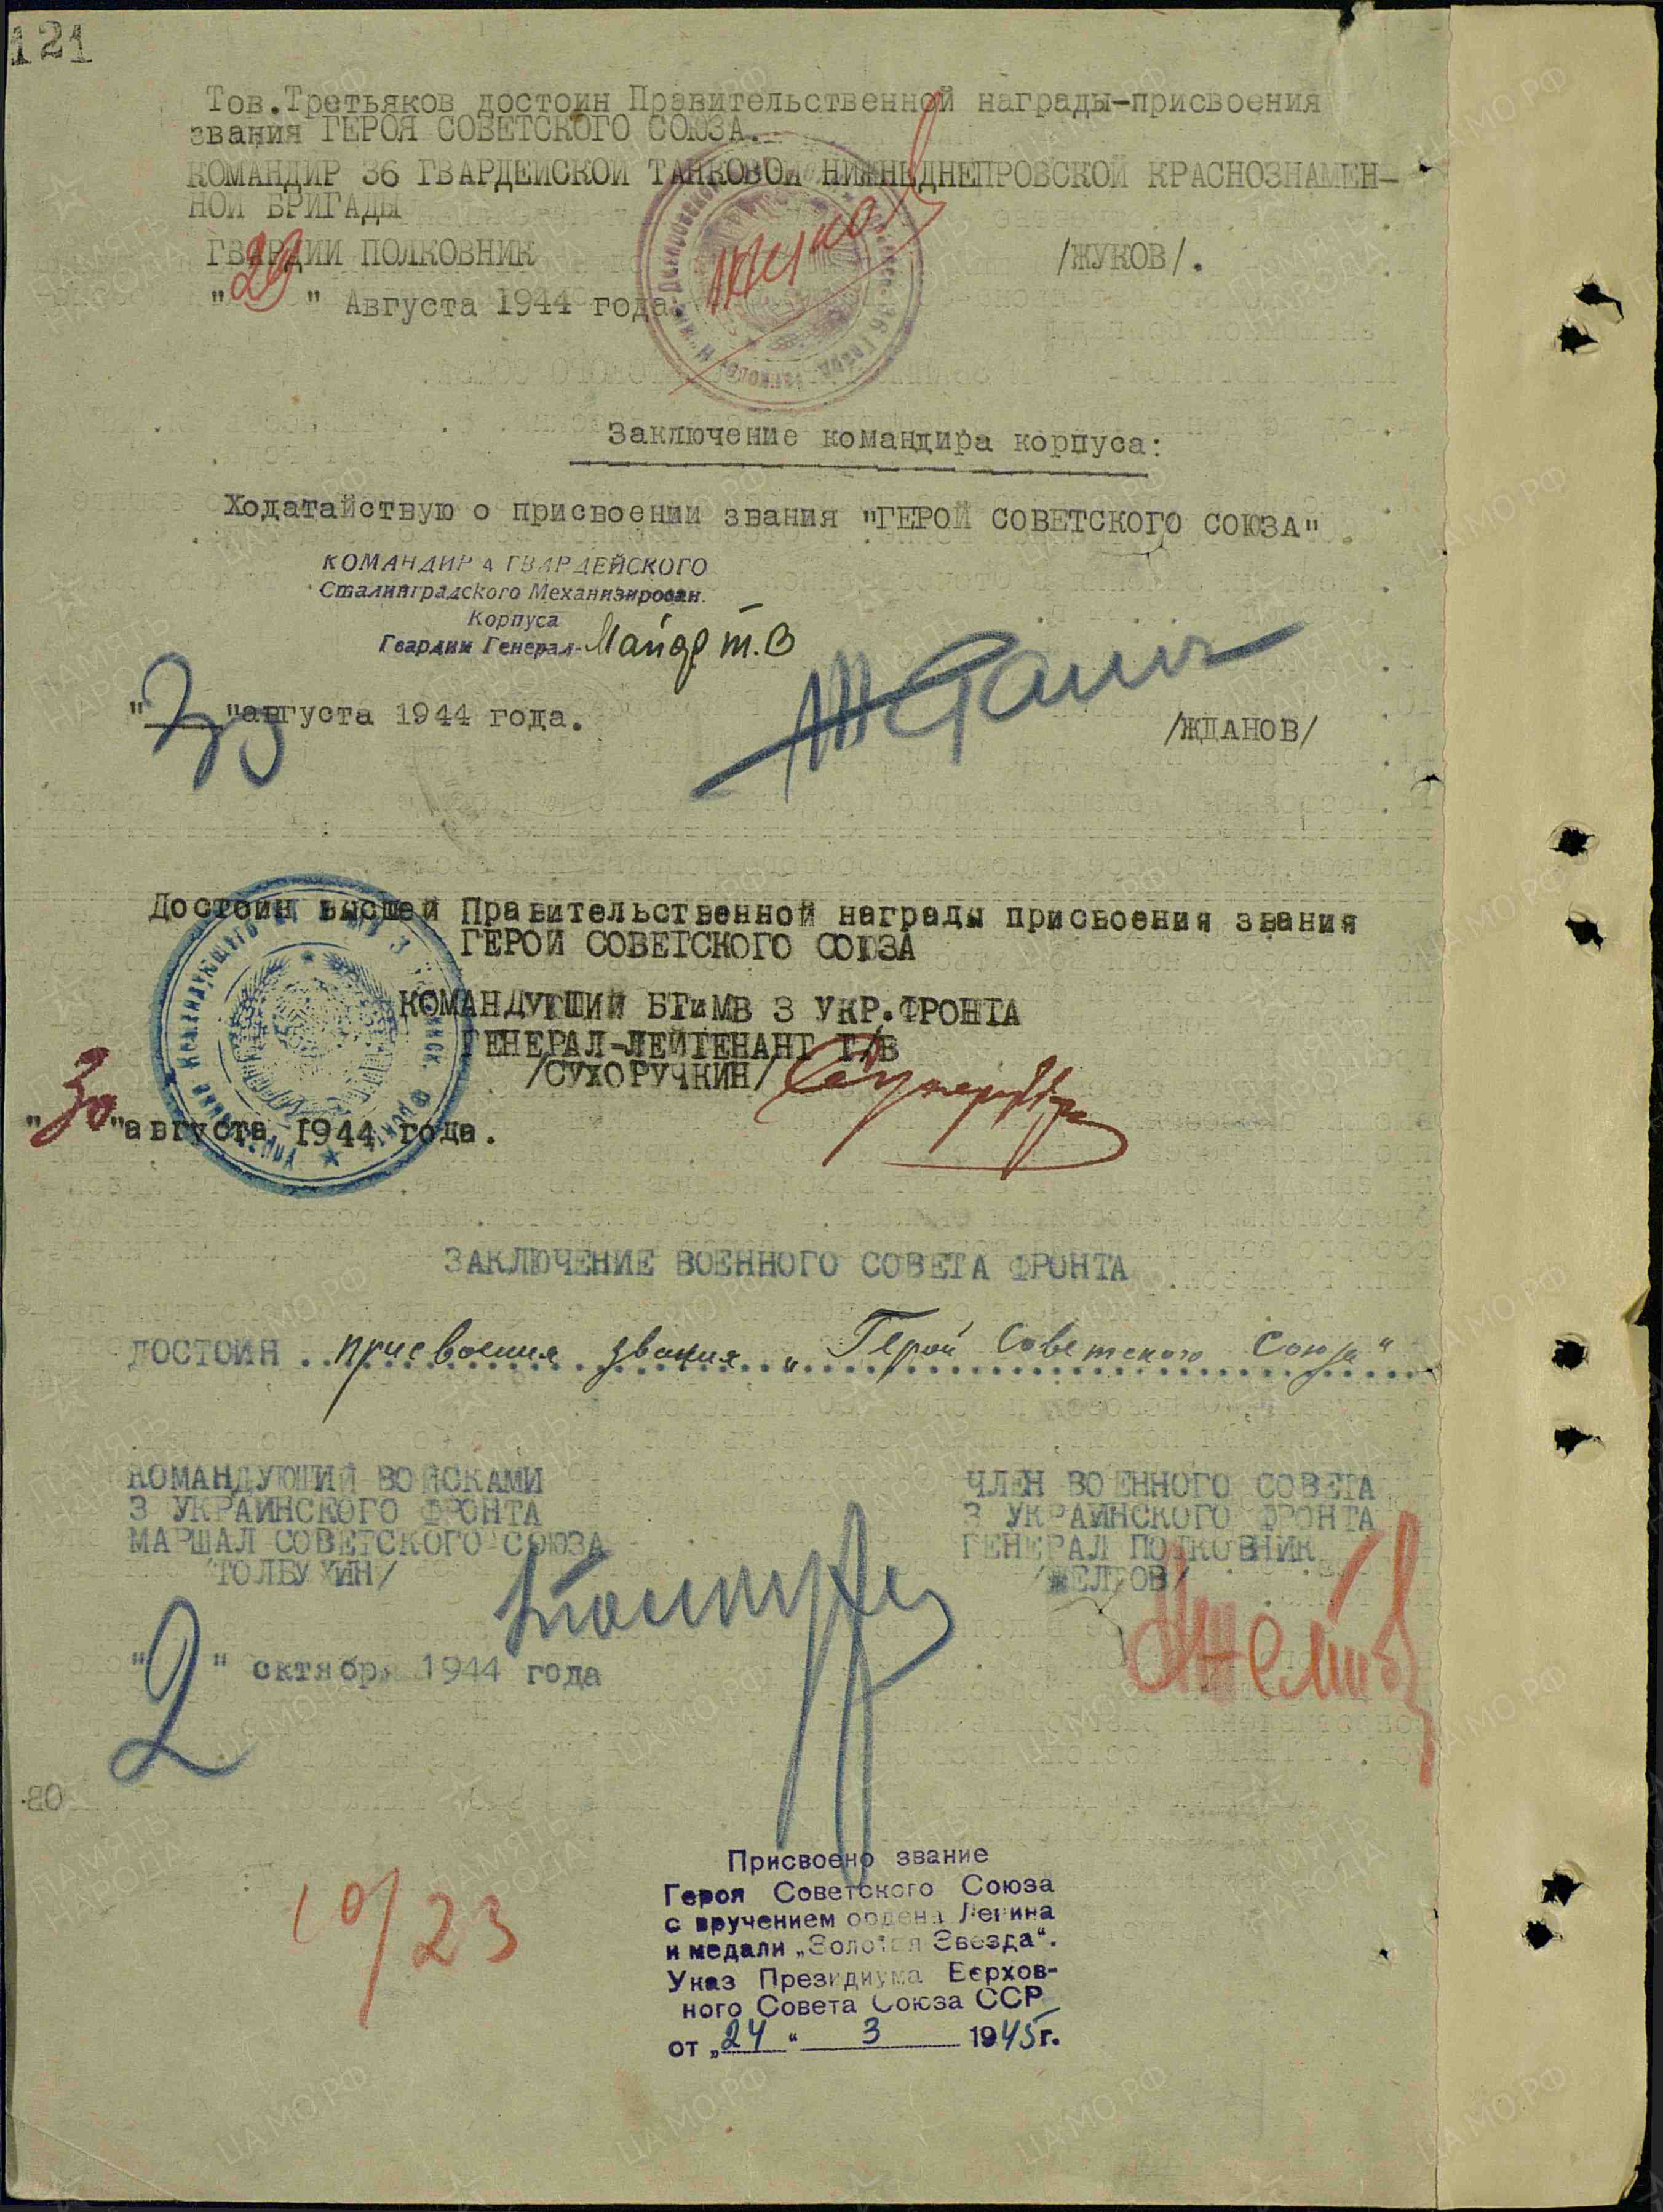 121
Тов.Третьяков достоин Правительственной награды-присвоения
звания ГЕРОЯ СОВЕТСКОГО СОЮЗА.
КОМАНДИР 36 ГВАРДЕЙСКОЙ ТАНКОВОЙ НИЖНЕДНЕПРОВСКОЙ КРАСНОЗНАМЕН-
НОЙ БРИГАДЫ
ГВАРДИИ ПОЛКОВНИК /ЖУКОВ/.
"29" Августа 1944 года.
Заключение командира корпуса:
Ходатайствую о присвоении звания "ГЕРОЙ СОВЕТСКОГО СОЮЗА".
КОМАНДИР 4 ГВАРДЕЙСКОГО
Сталинградского Механизирован.
Корпуса
Гвардии Генерал-Майор т.в
" "августа 1944 года.
/ЖДАНОВ/
Достоин высшей Правительственной награды присвоения звания
ГЕРОЙ СОВЕТСКОГО СОЮЗА
КОМАНДУЮЩИЙ БТиМВ 3 УКР.ФРОНТА
ГЕНЕРАЛ-ЛЕЙТЕНАНТ Т/В
/СУХОРУЧКИН/
"30"августа 1944 года.
ЗАКЛЮЧЕНИЕ ВОЕННОГО СОВЕТА ФРОНТА
ДОСТОИН присвоения звания „Герой Советского Союза"
КОМАНДУЮЩИЙ ВОЙСКАМИ
3 УКРАИНСКОГО ФРОНТА
МАРШАЛ СОВЕТСКОГО СОЮЗА
/ТОЛБУХИН/
ЧЛЕН ВОЕННОГО СОВЕТА
3 УКРАИНСКОГО ФРОНТА
ГЕНЕРАЛ ПОЛКОВНИК
/ЖЕЛТОВ/
"2" октября 1944 года
10/23
Присвоено звание
Героя Советского Союза
с вручением ордена Ленина
и медали „Золотая Звезда".
Указ Президиума Верхов-
ного Совета Союза ССР
от „24" 3 1945г.